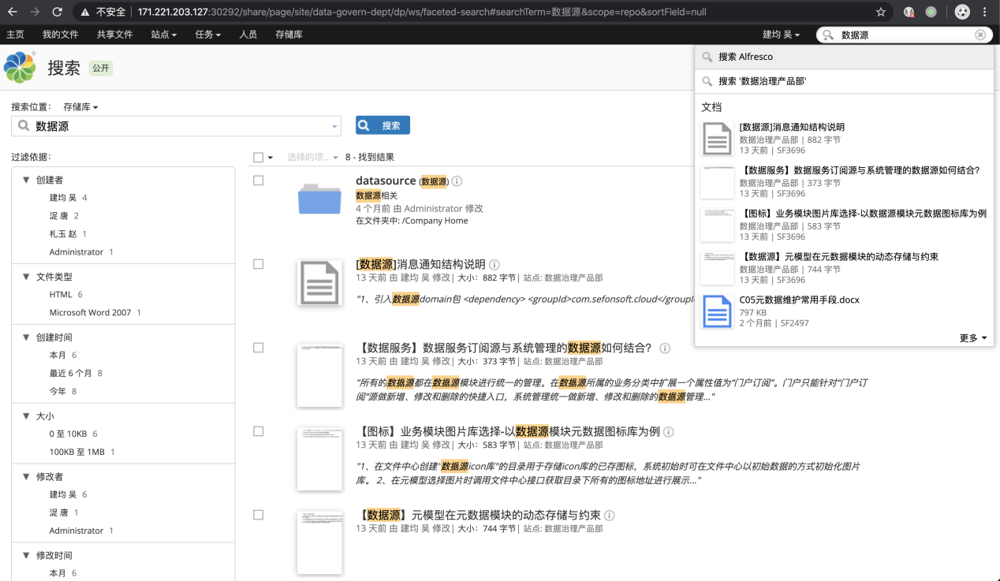 不安全 171.221.203.127:30292/share/page/site/data-govern-dept/dp/ws/faceted-search#searchTerm=数据源&scope=repo&sortField=null
主页 我的文件 共享文件 站点 任务 人员 存储库 建均 吴 数据源
搜索 公开
搜索 Alfresco
搜索 '数据治理产品部'
文档
[数据源]消息通知结构说明
数据治理产品部 | 882 字节
13 天前 | SF3696
【数据服务】数据服务订阅源与系统管理的数据源如何结合？
数据治理产品部 | 373 字节
13 天前 | SF3696
【图标】业务模块图片库选择-以数据源模块元数据图标库为例
数据治理产品部 | 583 字节
13 天前 | SF3696
【数据源】元模型在元数据模块的动态存储与约束
数据治理产品部 | 744 字节
13 天前 | SF3696
C05元数据维护常用手段.docx
797 KB
2 个月前 | SF2497
更多
搜索位置： 存储库
数据源 搜索
过滤依据:
创建者
建均 吴 4
浞 唐 2
札玉 赵 1
Administrator 1
文件类型
HTML 6
Microsoft Word 2007 1
创建时间
本月 6
最近 6 个月 8
今年 8
大小
0 至 10KB 6
100KB 至 1MB 1
修改者
建均 吴 6
浞 唐 1
Administrator 1
修改时间
本月 6
选择的项... 8 - 找到结果
datasource (数据源)
数据源相关
4 个月前 由 Administrator 修改
在文件夹中: /Company Home
[数据源]消息通知结构说明
13 天前 由 建均 吴 修改| 大小：882 字节| 站点: 数据治理产品部
"1、引入数据源domain包 <dependency> <groupId>com.sefonsoft.cloud</groupI
【数据服务】数据服务订阅源与系统管理的数据源如何结合？
13 天前 由 建均 吴 修改| 大小：373 字节| 站点: 数据治理产品部
"所有的数据源都在数据源模块进行统一的管理。在数据源所属的业务分类中扩展一个属性值为“门户订阅”。门户只能针对“门户订
阅”源做新增、修改和删除的快捷入口，系统管理统一做新增、修改和删除的数据源管理..."
【图标】业务模块图片库选择-以数据源模块元数据图标库为例
13 天前 由 建均 吴 修改| 大小：583 字节| 站点: 数据治理产品部
"1、在文件中心创建“数据源icon库”的目录用于存储icon库的已存图标，系统初始时可在文件中心以初始数据的方式初始化图片
库。 2、在元模型选择图片时调用文件中心接口获取目录下所有的图标地址进行展示..."
【数据源】元模型在元数据模块的动态存储与约束
13 天前 由 建均 吴 修改| 大小：744 字节| 站点: 数据治理产品部